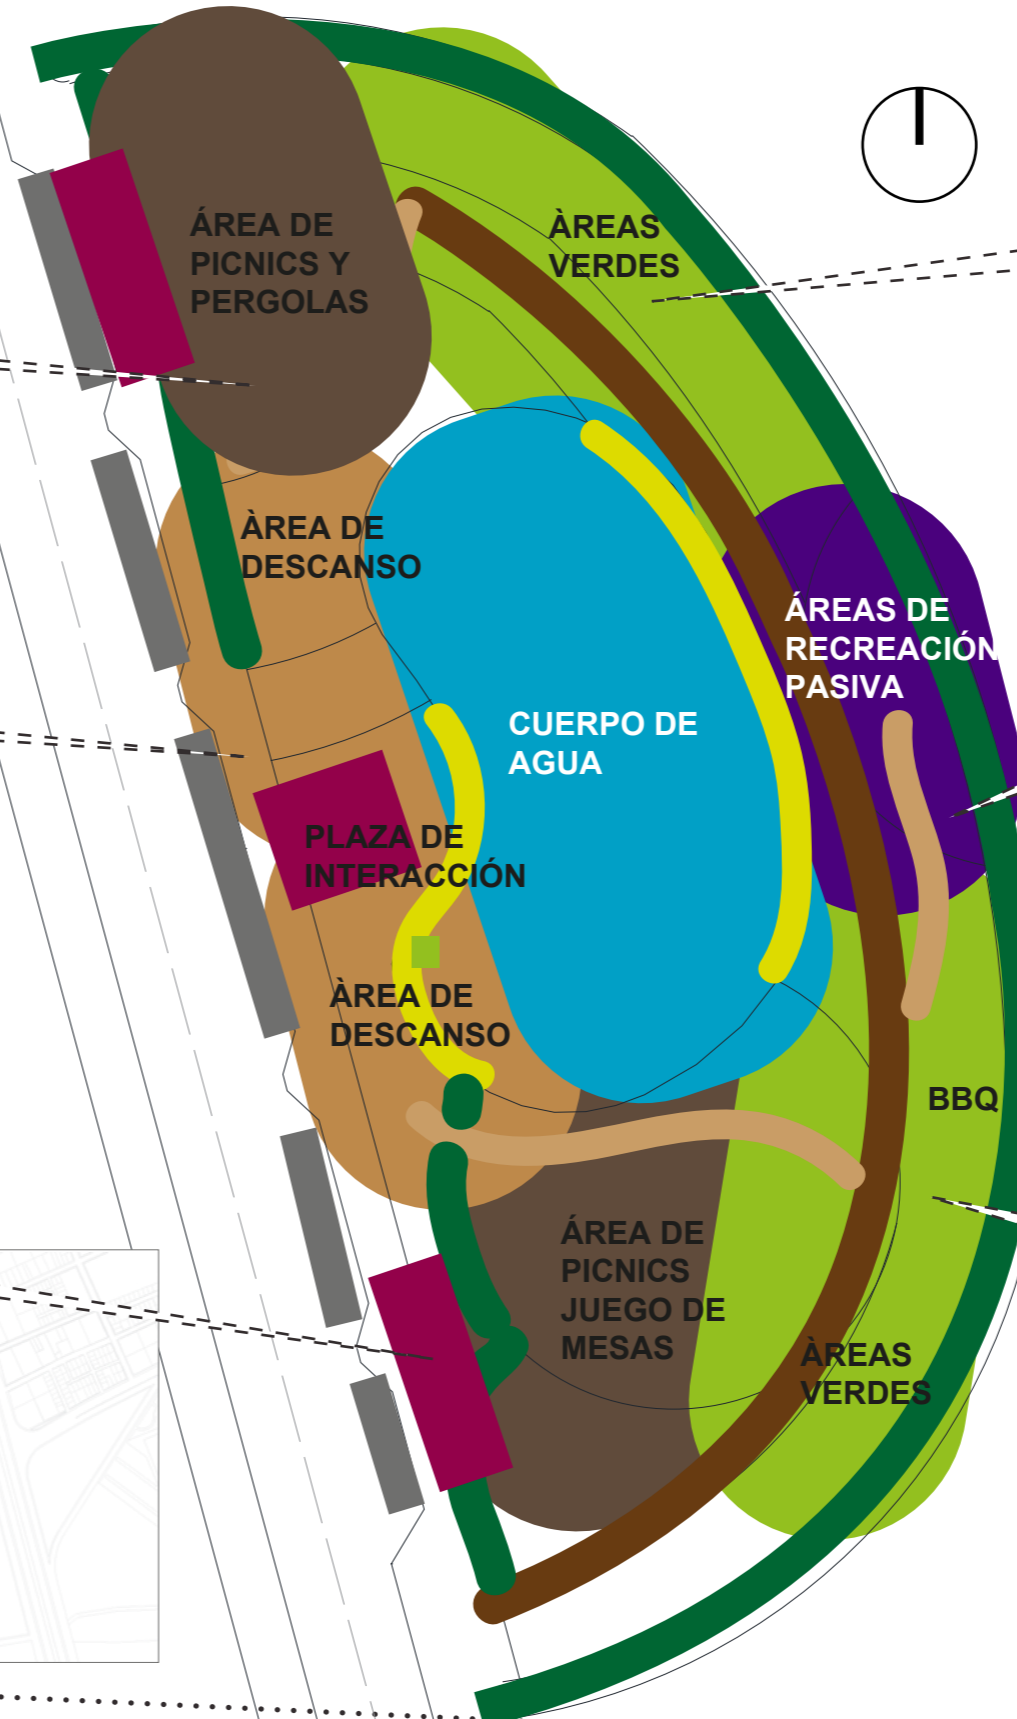 ÁREA DE
PICNICS Y
PERGOLAS
ÀREAS
VERDES
ÀREA DE
DESCANSO
ÁREAS DE
RECREACIÓN
PASIVA
CUERPO DE
AGUA
PLAZA DE
INTERACCIÓN
ÀREA DE
DESCANSO
BBQ
ÁREA DE
PICNICS
JUEGO DE
MESAS
ÀREAS
VERDES